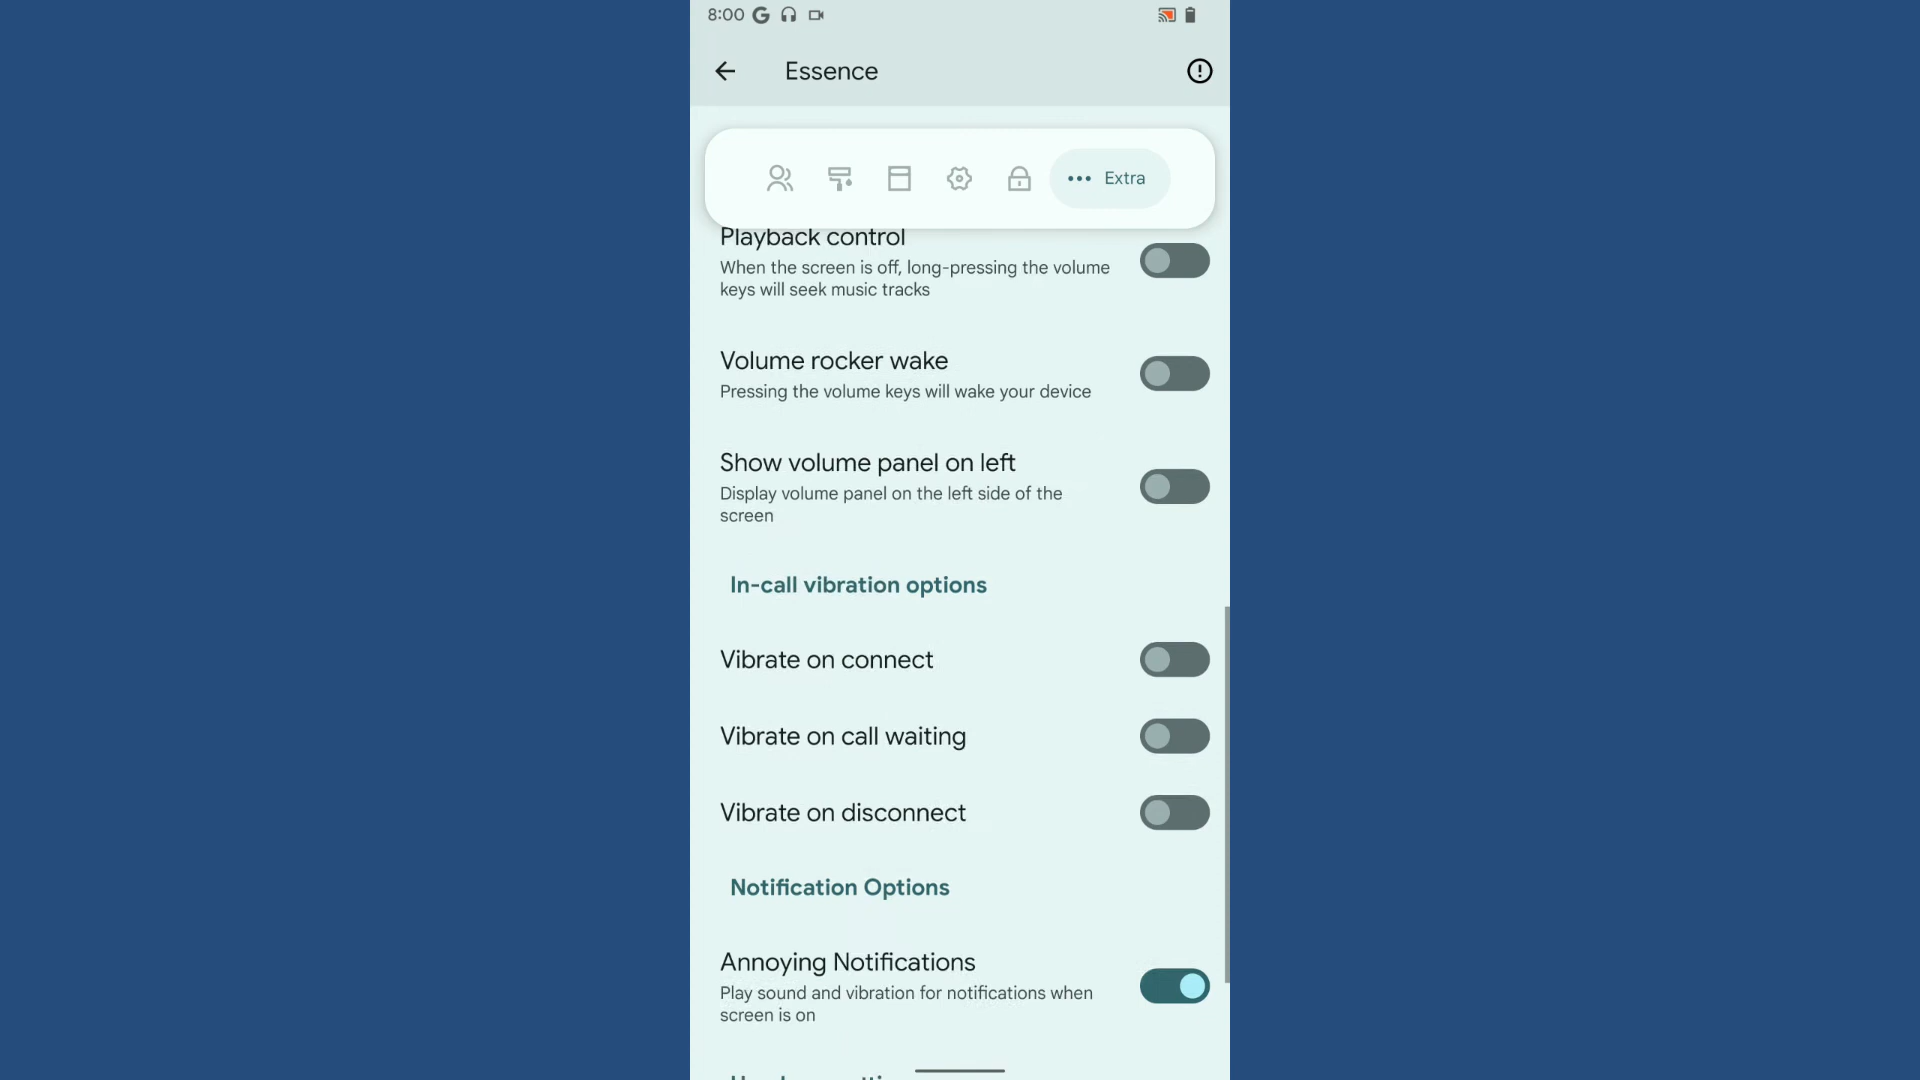 8:00
Essence
Extra
Playback control
When the screen is off, long-pressing the volume
keys will seek music tracks
Volume rocker wake
Pressing the volume keys will wake your device
Show volume panel on left
Display volume panel on the left side of the
screen
In-call vibration options
Vibrate on connect
Vibrate on call waiting
Vibrate on disconnect
Notification Options
Annoying Notifications
Play sound and vibration for notifications when
screen is on